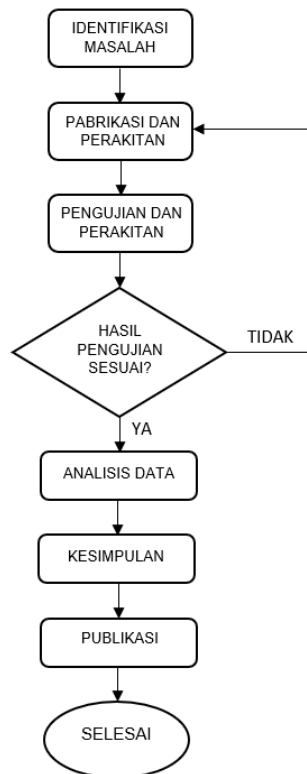 IDENTIFIKASI
MASALAH
PABRIKASI DAN
PERAKITAN
PENGUJIAN DAN
PERAKITAN
HASIL
PENGUJIAN
SESUAI?
TIDAK
YA
ANALISIS DATA
KESIMPULAN
PUBLIKASI
SELESAI